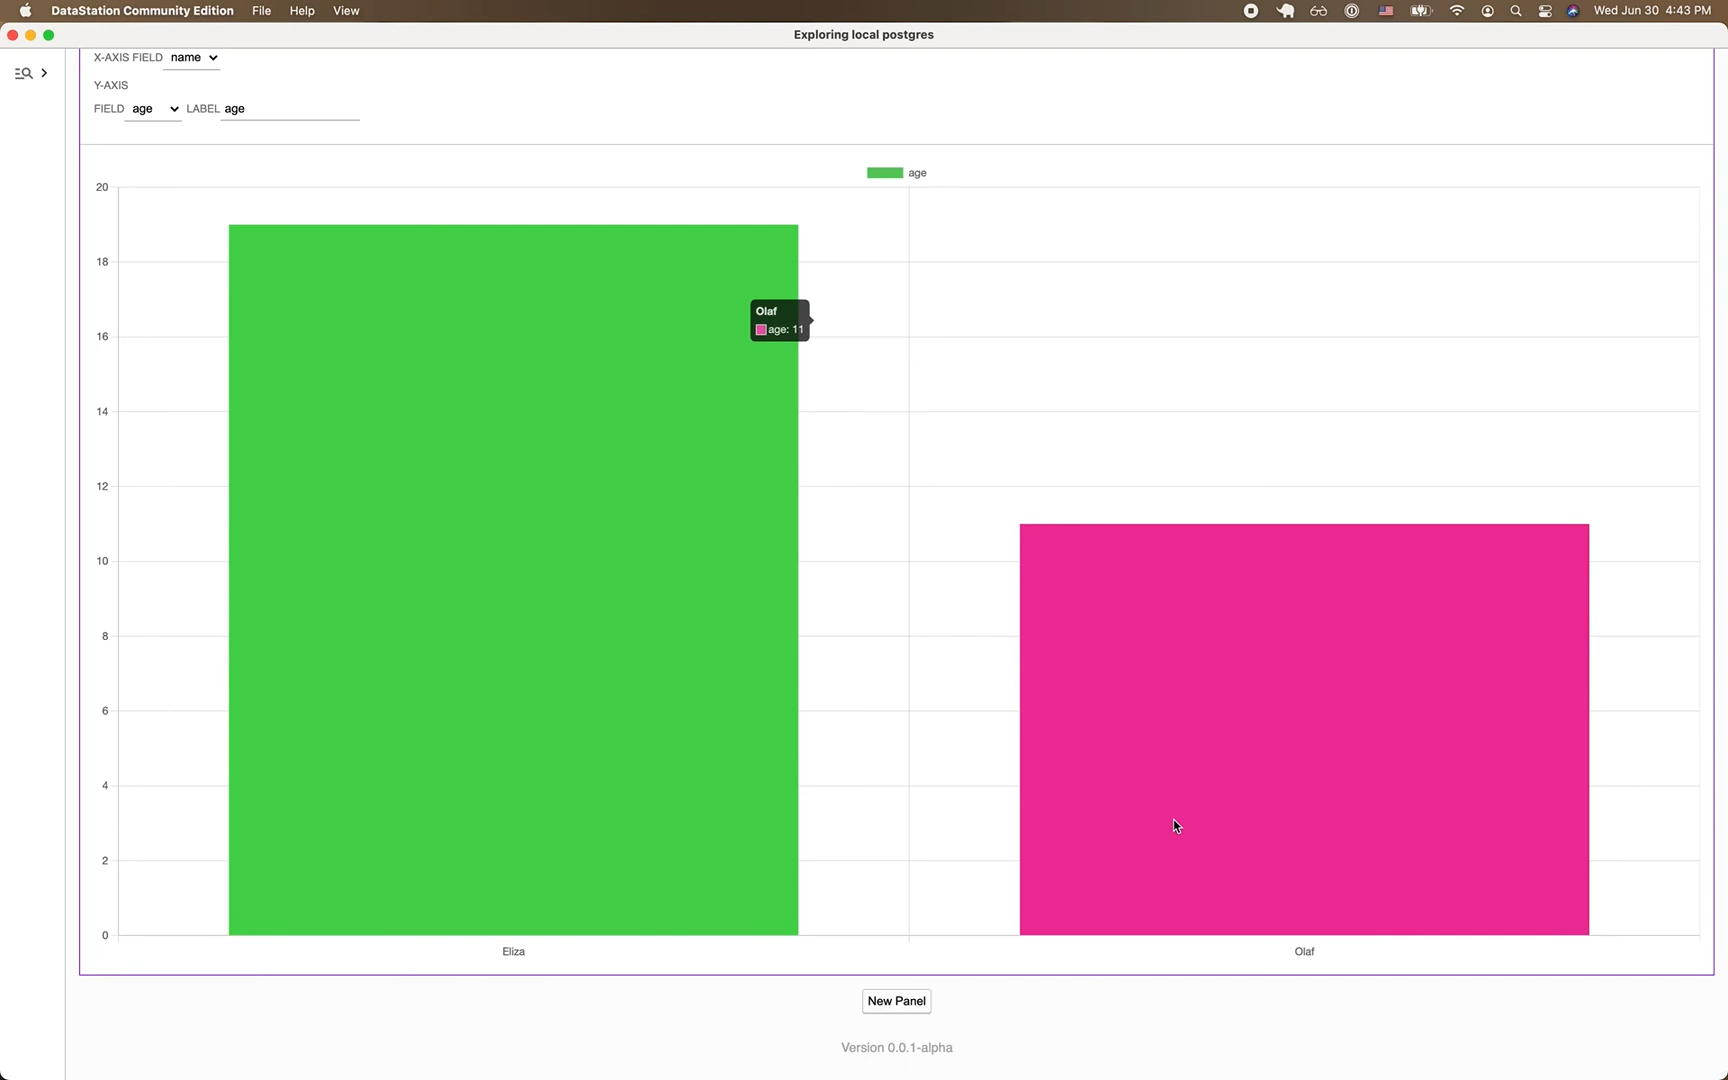 DataStation Community Edition File Help View Wed Jun 30 4:43 PM
Exploring local postgres
X-AXIS FIELD name
Y-AXIS
FIELD age LABEL age
age
20
18
16
14
12
10
8
6
4
2
0
Olaf
age: 11
Eliza Olaf
New Panel
Version 0.0.1-alpha